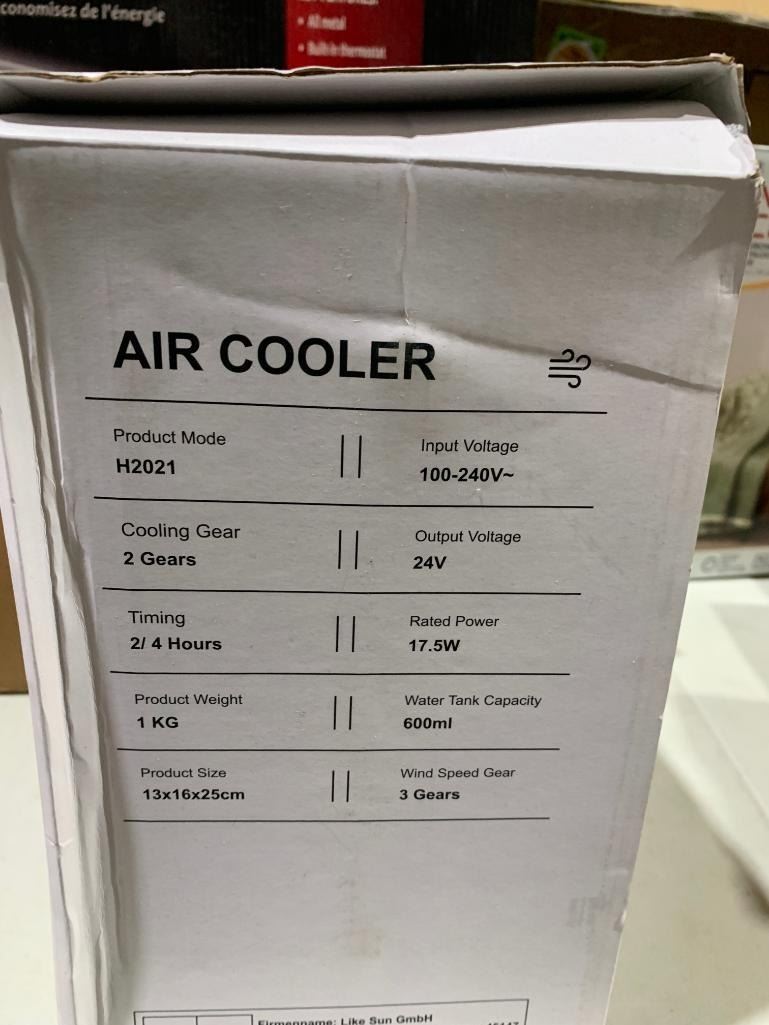 conomisez de l'énergie
• All metal
• Built-in thermostat
AIR COOLER
Product Mode
H2021
Input Voltage
100-240V~
Cooling Gear
2 Gears
Output Voltage
24V
Timing
2/ 4 Hours
Rated Power
17.5W
Product Weight
1 KG
Water Tank Capacity
600ml
Product Size
13x16x25cm
Wind Speed Gear
3 Gears
Firmenname: Like Sun GmbH